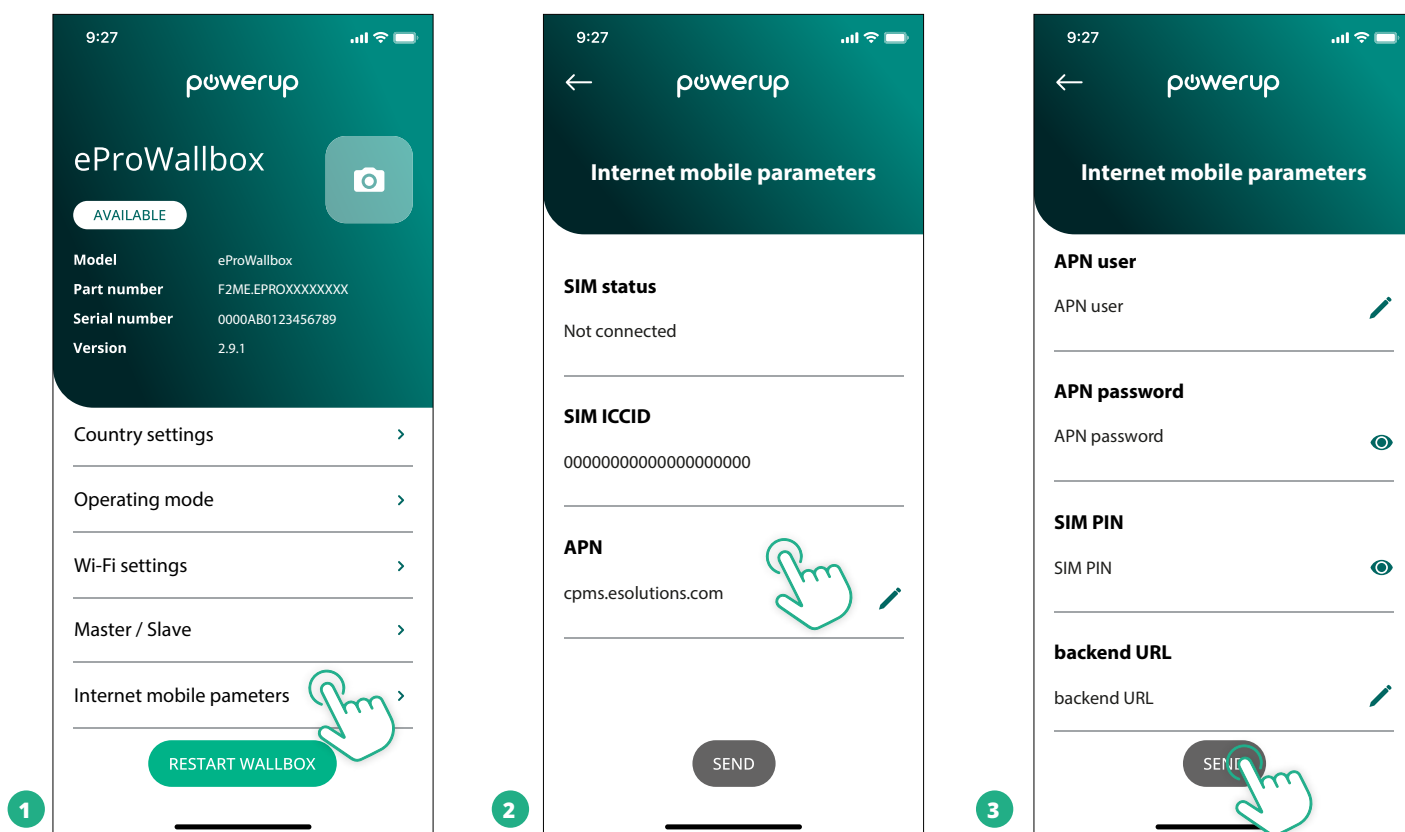 9:27
powerup
eProWallbox
AVAILABLE
Model eProWallbox
Part number F2ME.EPROXXXXXXXX
Serial number 0000AB0123456789
Version 2.9.1
Country settings
Operating mode
Wi-Fi settings
Master / Slave
Internet mobile pameters
RESTART WALLBOX
1
9:27
powerup
Internet mobile parameters
SIM status
Not connected
SIM ICCID
00000000000000000000
APN
cpms.esolutions.com
SEND
2
9:27
powerup
Internet mobile parameters
APN user
APN user
APN password
APN password
SIM PIN
SIM PIN
backend URL
backend URL
SEND
3